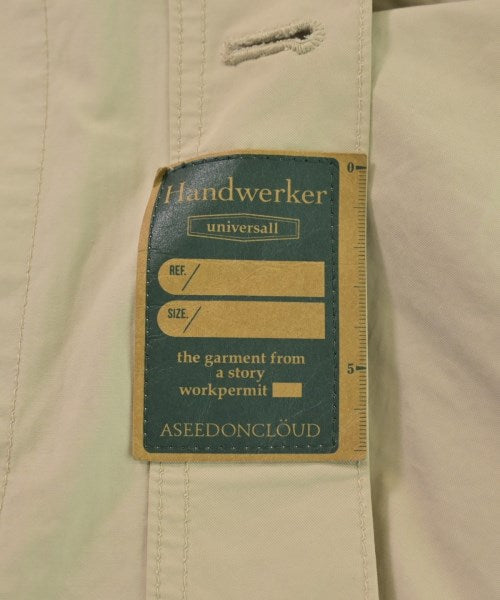 Handwerker
universall
REF.
SIZE.
the garment from
a story
workpermit
ASEEDONCLÖUD
0
5